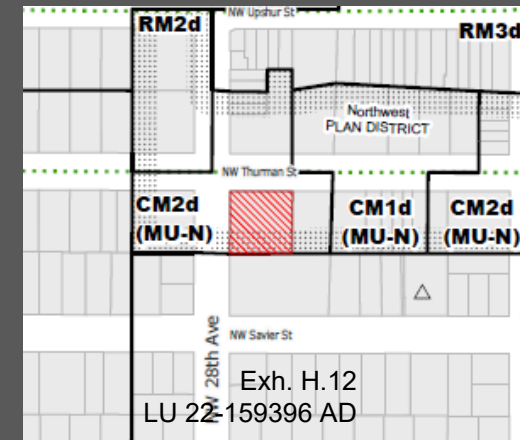 NW Upshur St
RM2d
RM3d
Northwest
PLAN DISTRICT
NW Thurman St
CM2d
(MU-N)
CM1d
(MU-N)
CM2d
(MU-N)
NW Savier St
NW 28th Ave
Exh. H.12
LU 22-159396 AD